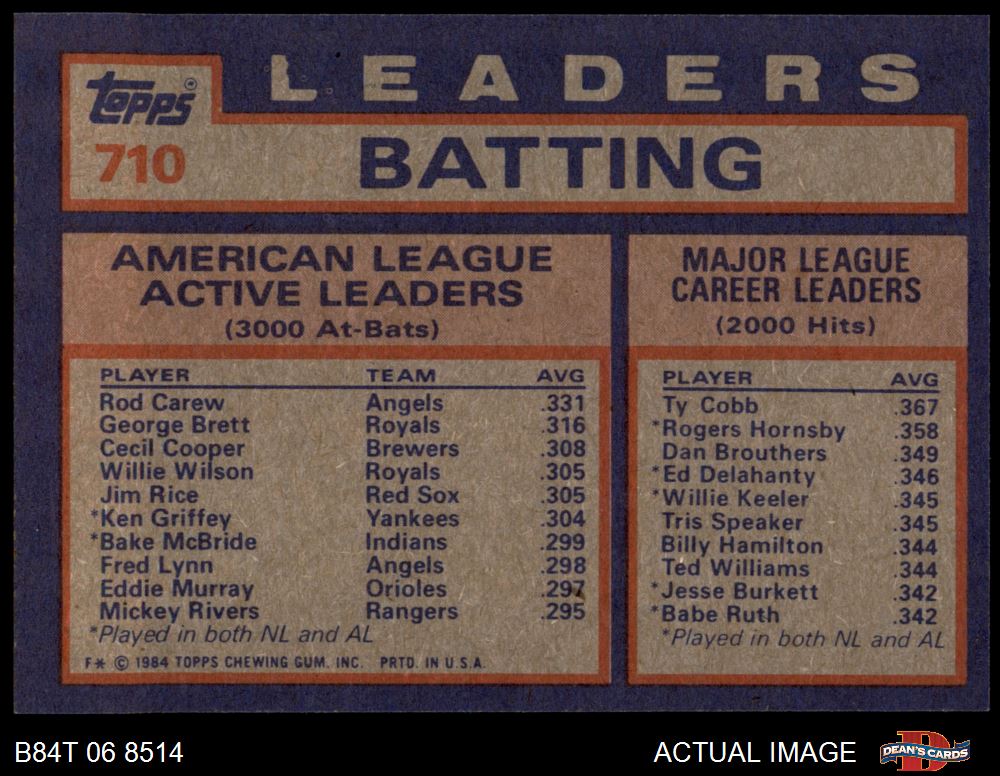 LEADERS
topps®
710
BATTING
AMERICAN LEAGUE
ACTIVE LEADERS
(3000 At-Bats)
PLAYER TEAM AVG
Rod Carew Angels .331
George Brett Royals .316
Cecil Cooper Brewers .308
Willie Wilson Royals .305
Jim Rice Red Sox .305
*Ken Griffey Yankees .304
*Bake McBride Indians .299
Fred Lynn Angels .298
Eddie Murray Orioles .297
Mickey Rivers Rangers .295
*Played in both NL and AL
F* © 1984 TOPPS CHEWING GUM, INC. PRTD. IN U.S.A.
MAJOR LEAGUE
CAREER LEADERS
(2000 Hits)
PLAYER AVG
Ty Cobb .367
*Rogers Hornsby .358
Dan Brouthers .349
*Ed Delahanty .346
*Willie Keeler .345
Tris Speaker .345
Billy Hamilton .344
Ted Williams .344
*Jesse Burkett .342
*Babe Ruth .342
*Played in both NL and AL
B84T 06 8514
ACTUAL IMAGE
D
DEAN'S CARDS